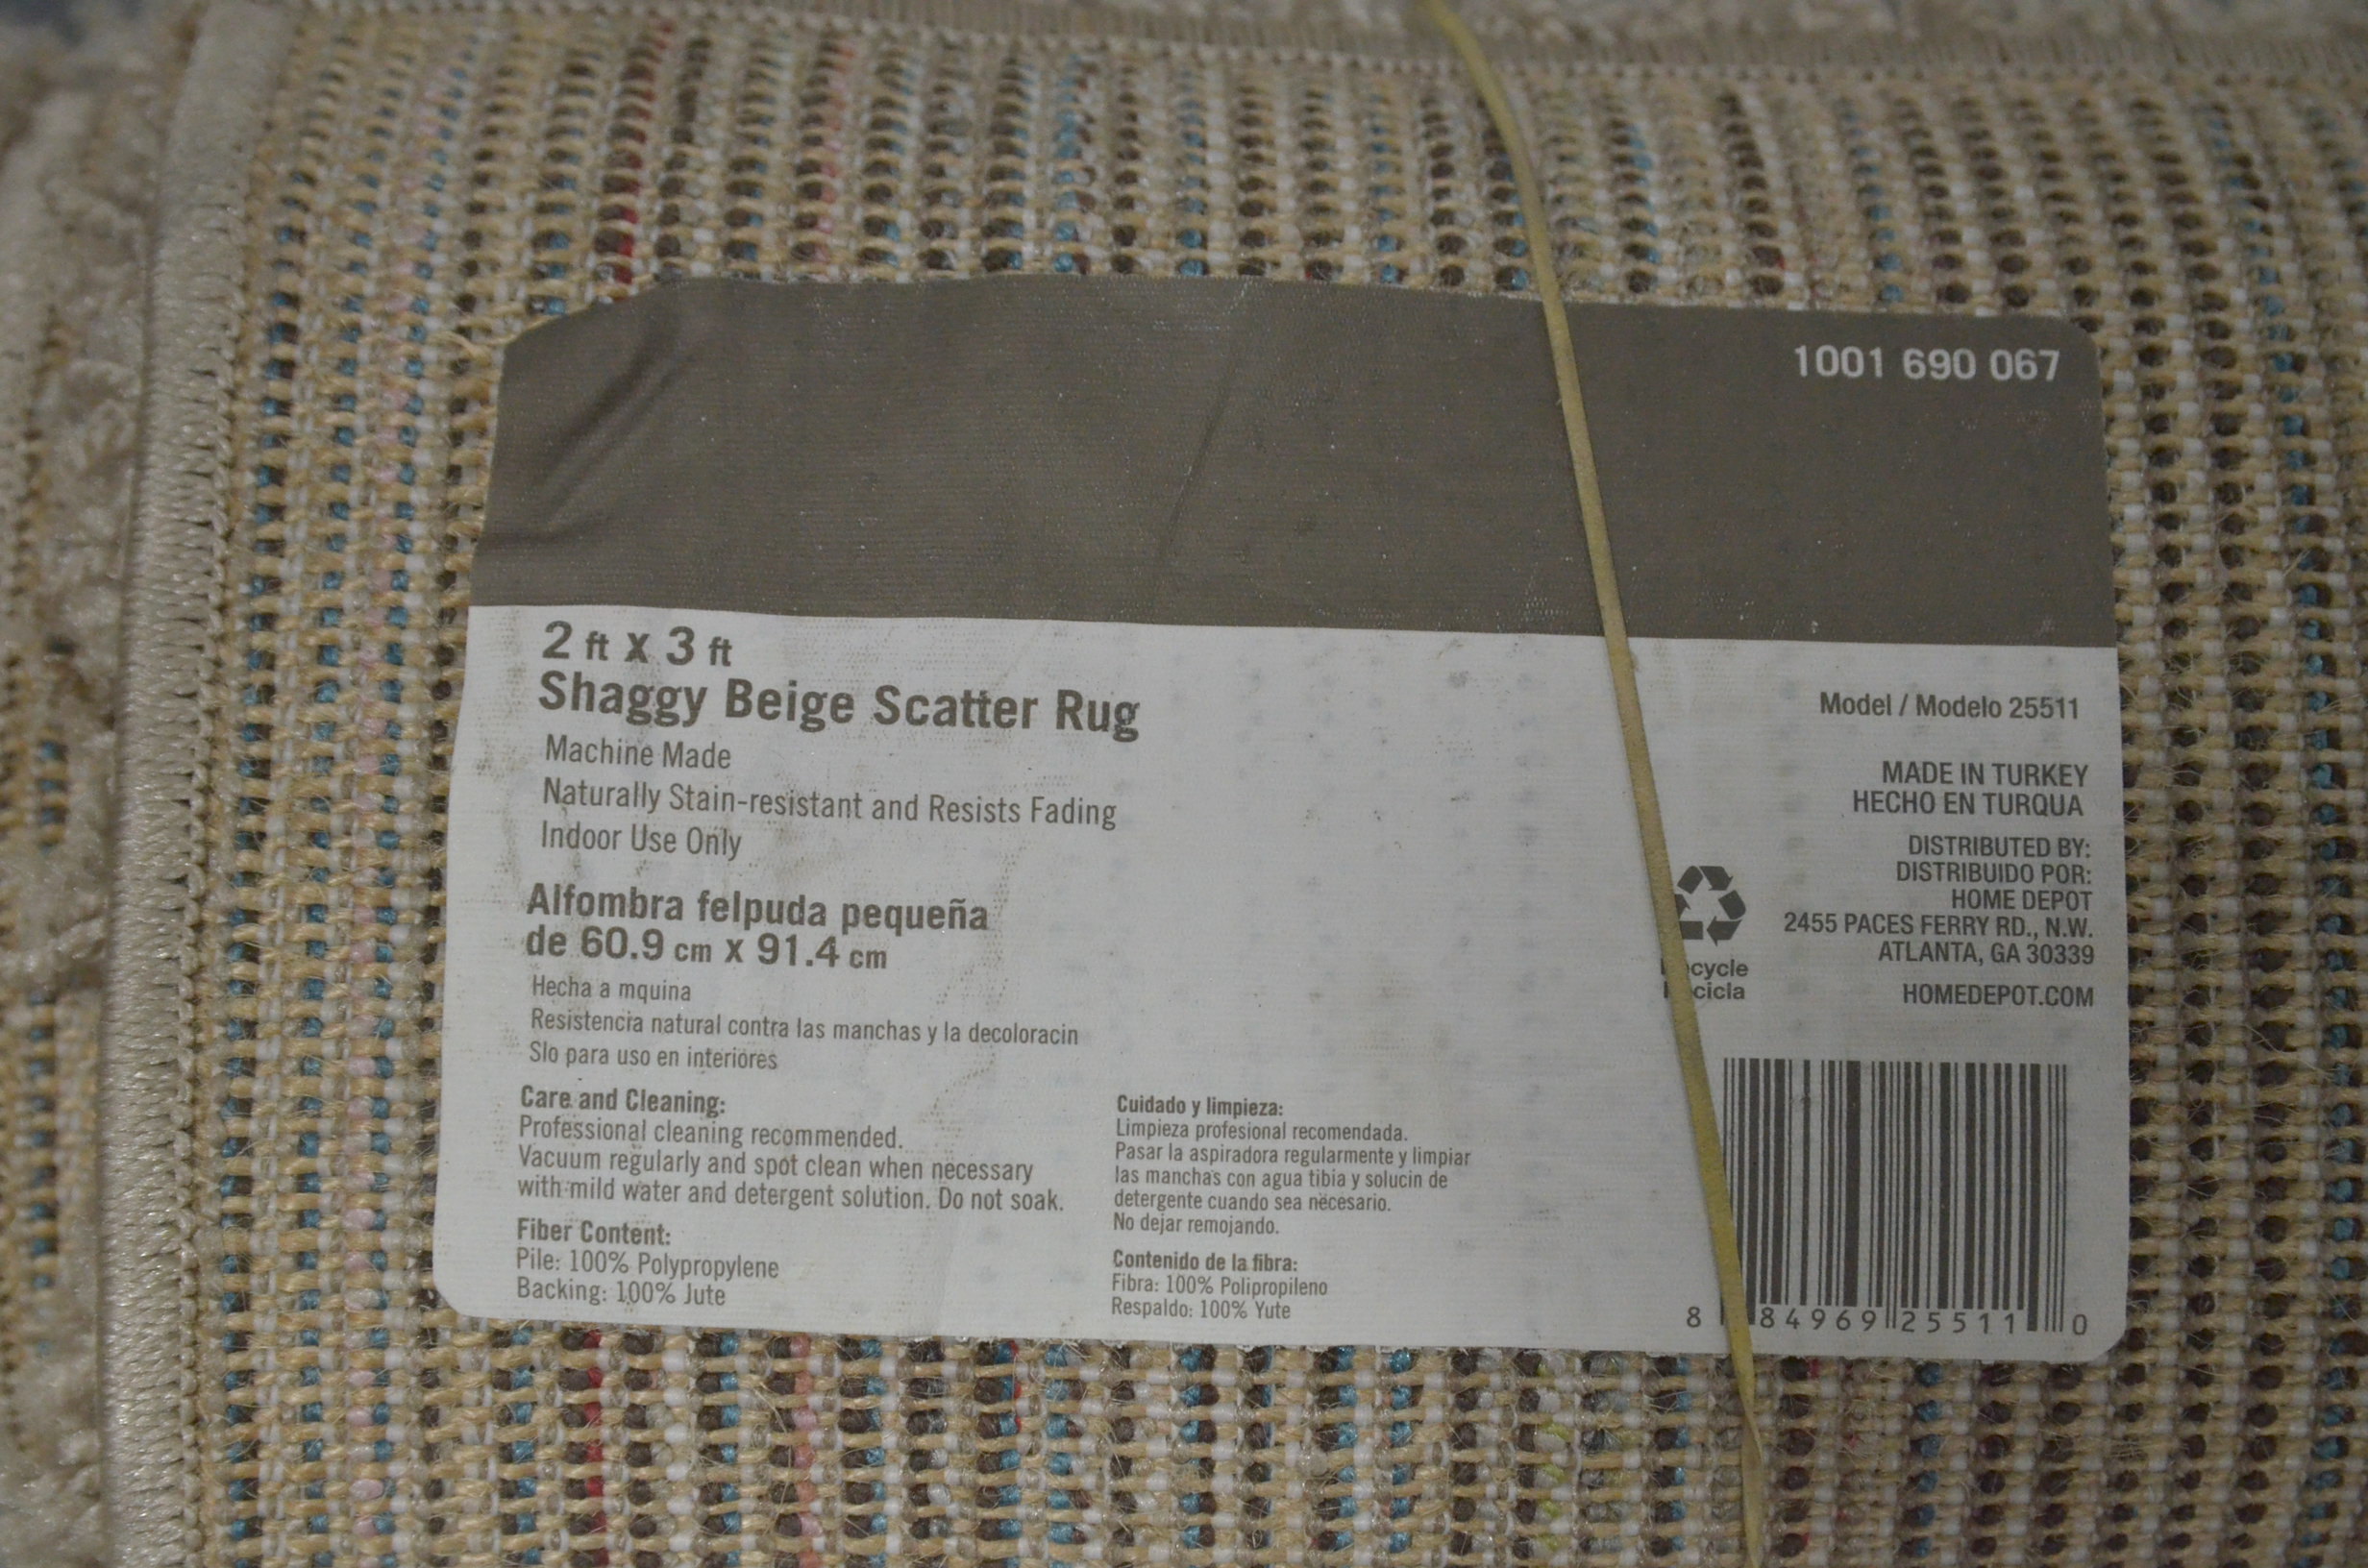 1001 690 067
2 ft x 3 ft
Shaggy Beige Scatter Rug
Machine Made
Naturally Stain-resistant and Resists Fading
Indoor Use Only
Alfombra felpuda pequeña
de 60.9 cm x 91.4 cm
Hecha a mquina
Resistencia natural contra las manchas y la decoloracin
Slo para uso en interiores
Care and Cleaning:
Professional cleaning recommended.
Vacuum regularly and spot clean when necessary
with mild water and detergent solution. Do not soak.
Fiber Content:
Pile: 100% Polypropylene
Backing: 100% Jute
Cuidado y limpieza:
Limpieza profesional recomendada.
Pasar la aspiradora regularmente y limpiar
las manchas con agua tibia y solucin de
detergente cuando sea necesario.
No dejar remojando.
Contenido de la fibra:
Fibra: 100% Polipropileno
Respaldo: 100% Yute
Model / Modelo 25511
MADE IN TURKEY
HECHO EN TURQUA
DISTRIBUTED BY:
DISTRIBUIDO POR:
HOME DEPOT
2455 PACES FERRY RD., N.W.
ATLANTA, GA 30339
HOMEDEPOT.COM
8 84969 25511 0